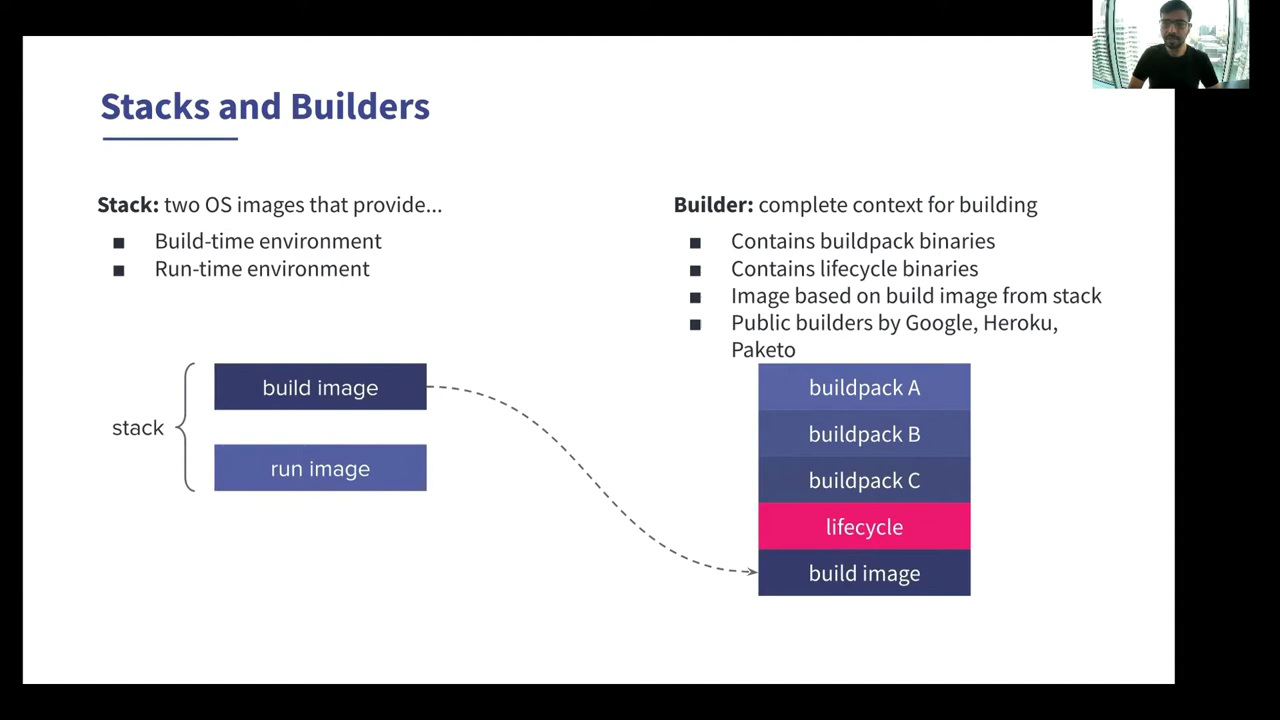 Stacks and Builders
Stack: two OS images that provide...
■ Build-time environment
■ Run-time environment
Builder: complete context for building
■ Contains buildpack binaries
■ Contains lifecycle binaries
■ Image based on build image from stack
■ Public builders by Google, Heroku,
Paketo
stack
build image
run image
buildpack A
buildpack B
buildpack C
lifecycle
build image